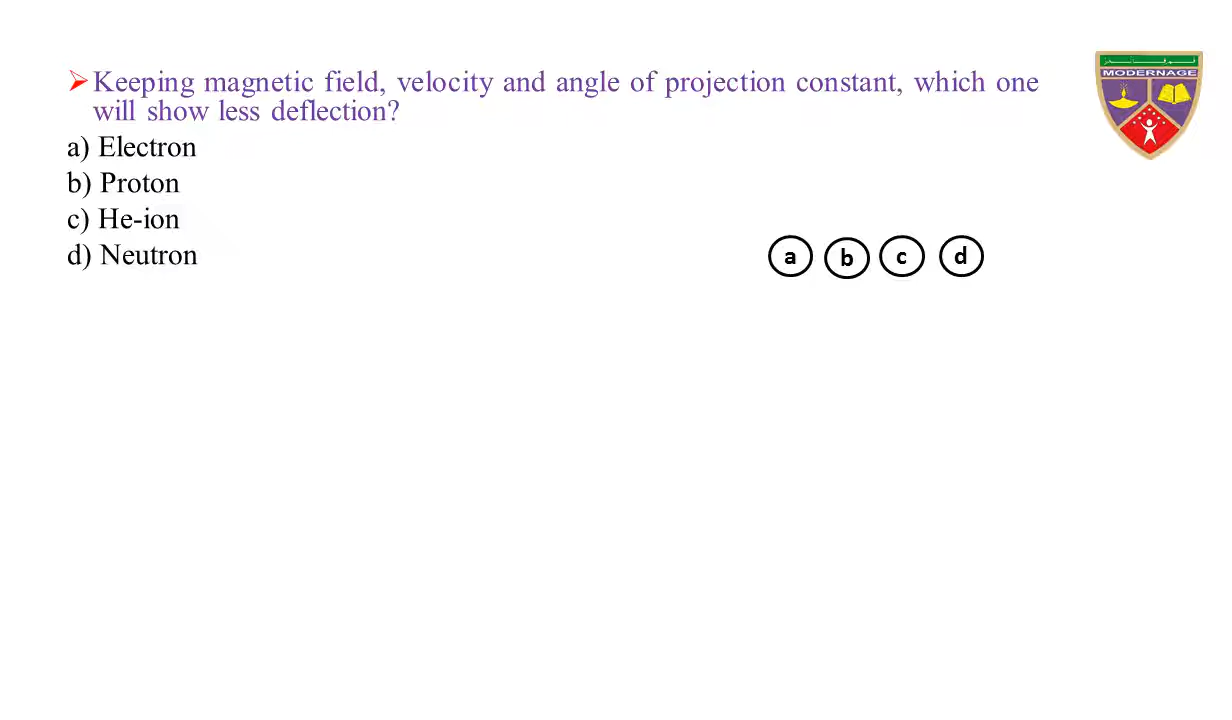 Keeping magnetic field, velocity and angle of projection constant, which one
will show less deflection?
a) Electron
b) Proton
c) He-ion
d) Neutron
a b c d
MODERNAGE